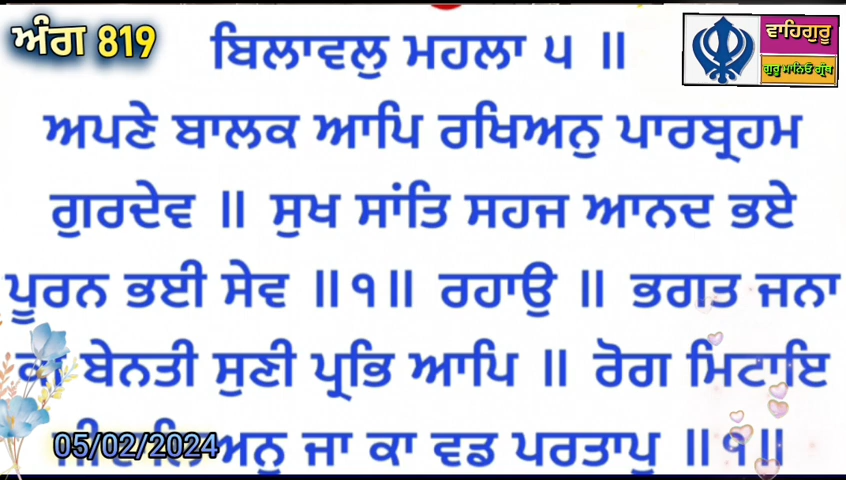 ਅੰਗ 819
ਬਿਲਾਵਲੁ ਮਹਲਾ ੫ ॥
ਵਾਹਿਗੁਰੂ
ਗੁਰੂ ਮਾਨਿਓ ਗ੍ਰੰਥ
ਅਪਣੇ ਬਾਲਕ ਆਪਿ ਰਖਿਅਨੁ ਪਾਰਬ੍ਰਹਮ
ਗੁਰਦੇਵ ॥ ਸੁਖ ਸਾਂਤਿ ਸਹਜ ਆਨਦ ਭਏ
ਪੂਰਨ ਭਈ ਸੇਵ ॥੧॥ ਰਹਾਉ ॥ ਭਗਤ ਜਨਾ
ਬੇਨਤੀ ਸੁਣੀ ਪ੍ਰਭਿ ਆਪਿ ॥ ਰੋਗ ਮਿਟਾਇ
ਜਾ ਕਾ ਵਡ ਪਰਤਾਪੁ ॥੧॥
05/02/2024